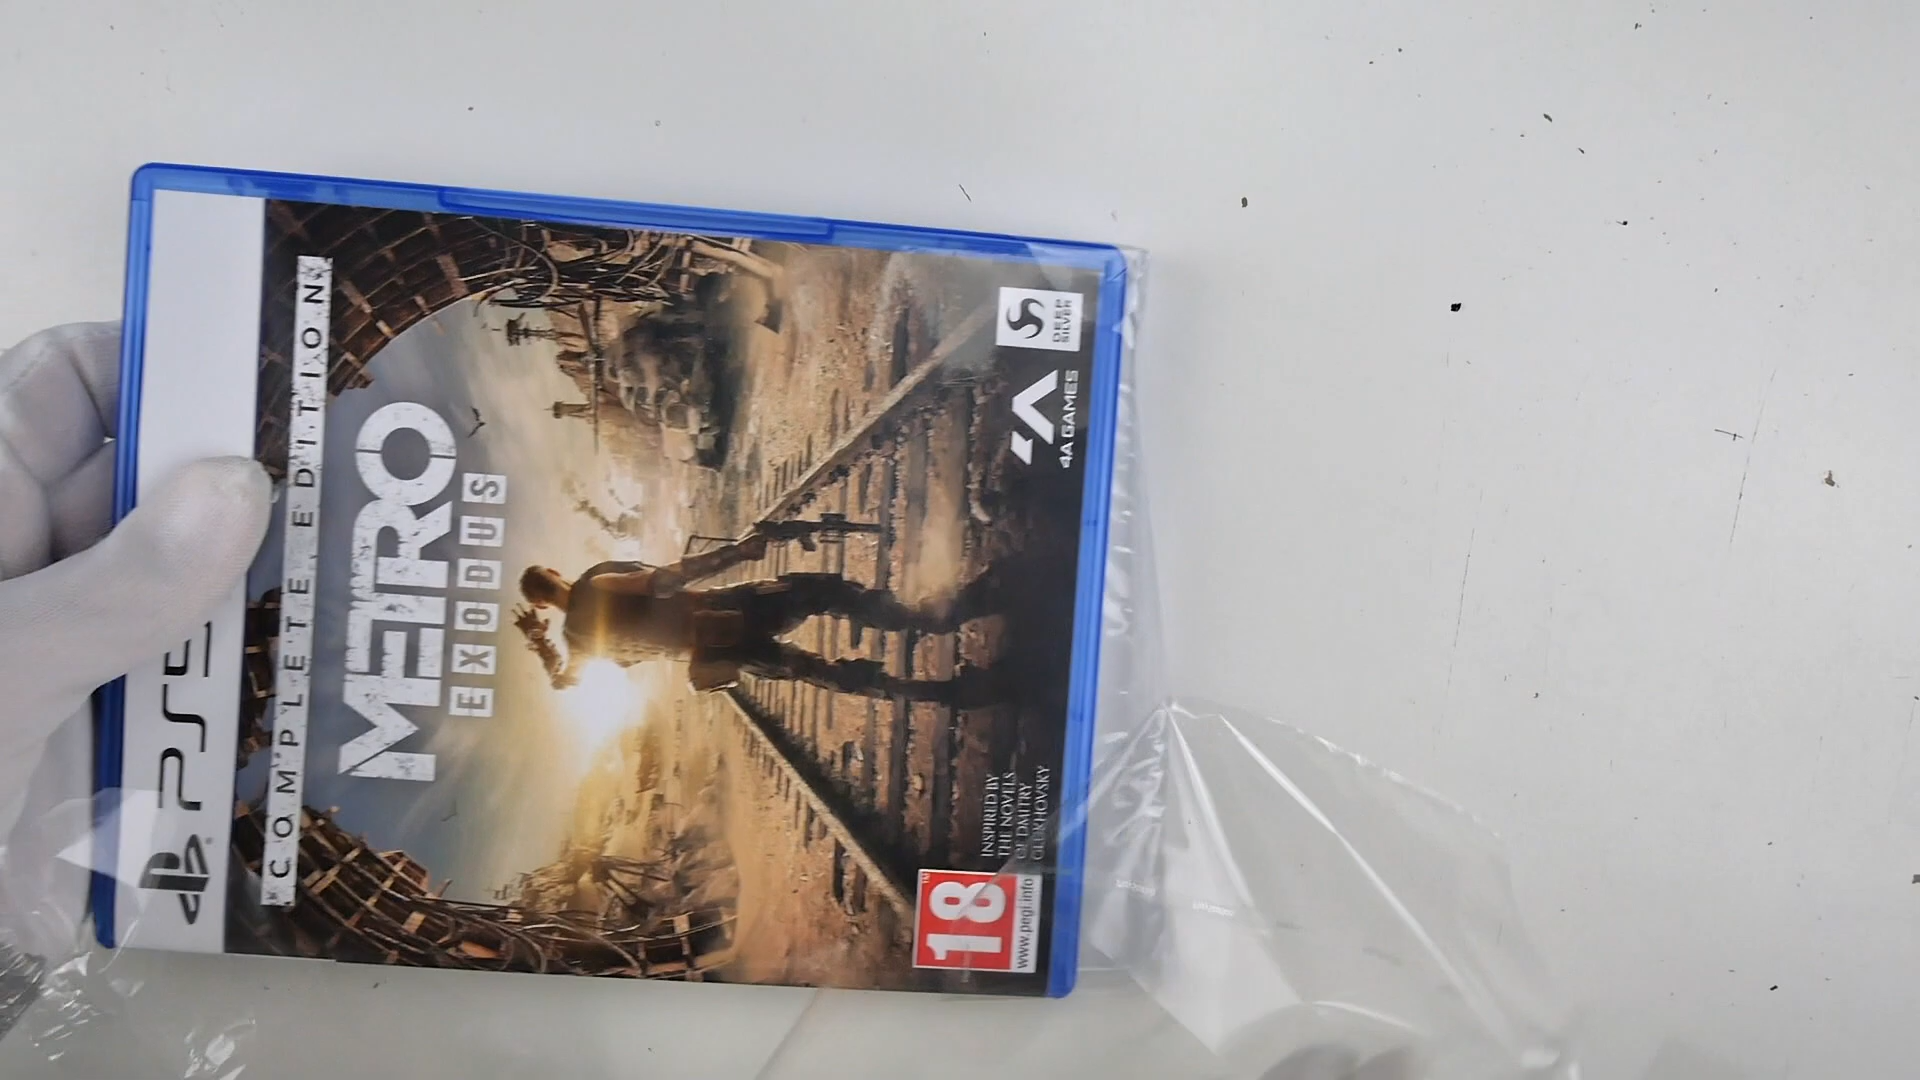 PS5
COMPLETE EDITION
METRO
EXODUS
18
www.pegi.info
INSPIRED BY
THE NOVELS
OF DMITRY
GLUKHOVSKY
4A GAMES
DEEP
SILVER